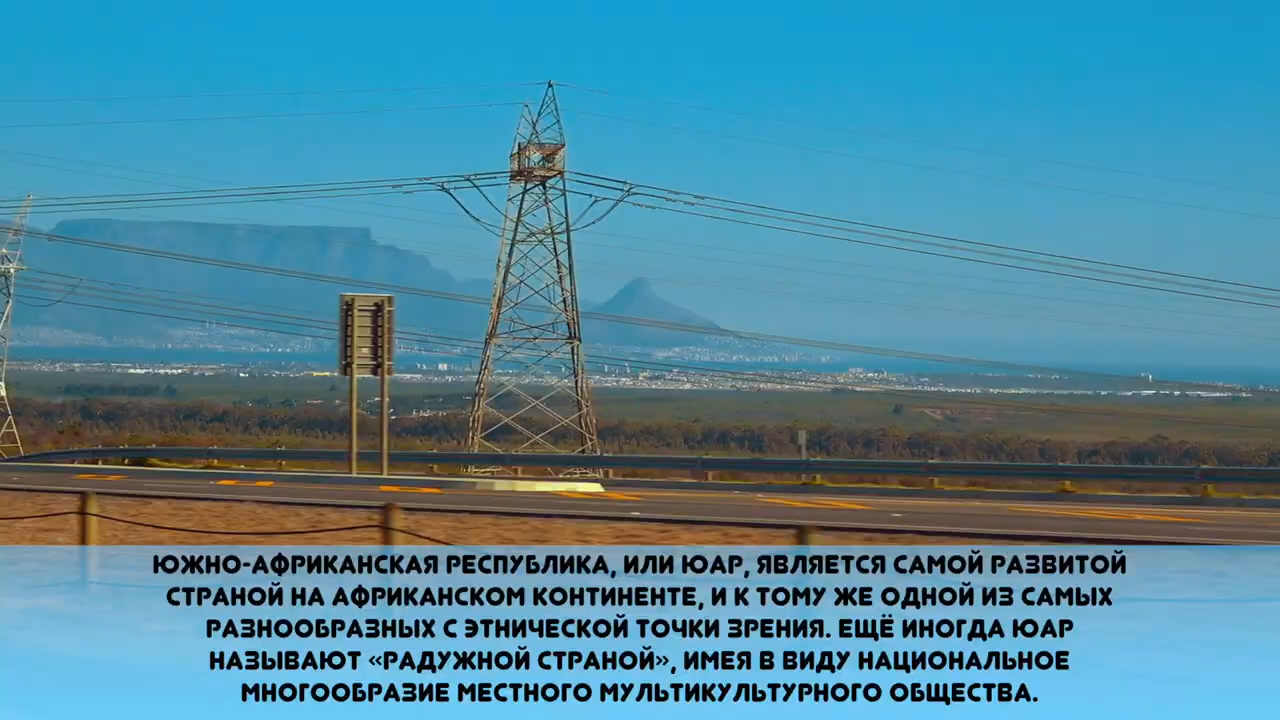 ЮЖНО-АФРИКАНСКАЯ РЕСПУБЛИКА, ИЛИ ЮАР, ЯВЛЯЕТСЯ САМОЙ РАЗВИТОЙ
СТРАНОЙ НА АФРИКАНСКОМ КОНТИНЕНТЕ, И К ТОМУ ЖЕ ОДНОЙ ИЗ САМЫХ
РАЗНООБРАЗНЫХ С ЭТНИЧЕСКОЙ ТОЧКИ ЗРЕНИЯ. ЕЩЁ ИНОГДА ЮАР
НАЗЫВАЮТ «РАДУЖНОЙ СТРАНОЙ», ИМЕЯ В ВИДУ НАЦИОНАЛЬНОЕ
МНОГООБРАЗИЕ МЕСТНОГО МУЛЬТИКУЛЬТУРНОГО ОБЩЕСТВА.